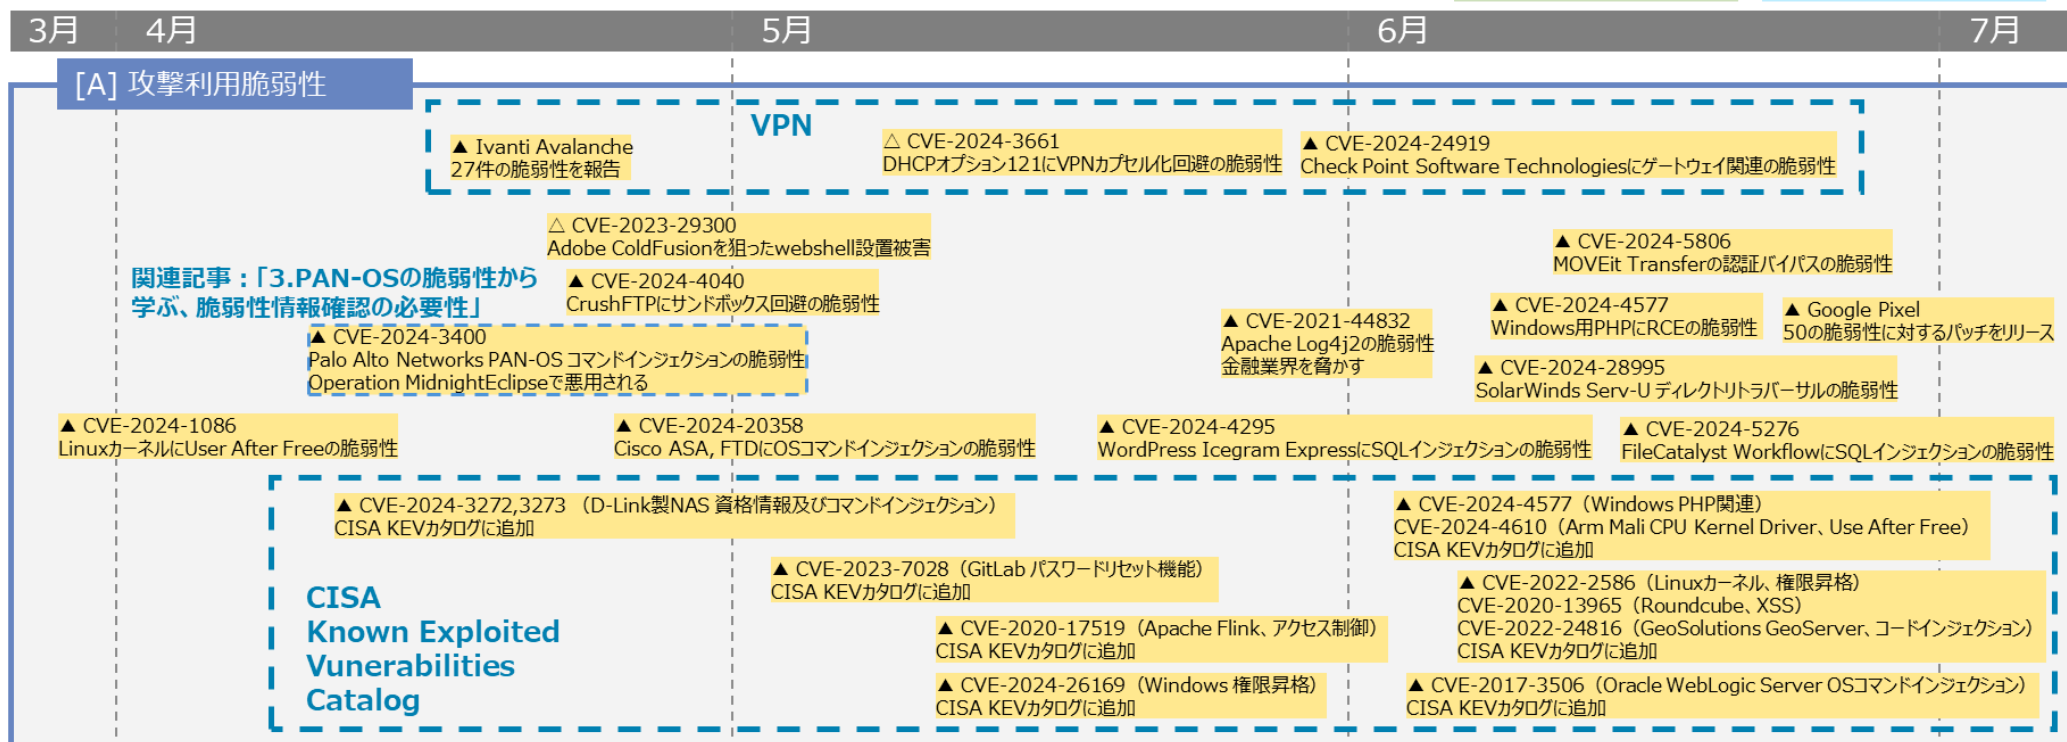 3月 4月 5月 6月 7月
[A] 攻撃利用脆弱性
VPN
▲ Ivanti Avalanche
27件の脆弱性を報告
△ CVE-2024-3661
DHCPオプション121にVPNカプセル化回避の脆弱性
▲ CVE-2024-24919
Check Point Software Technologiesにゲートウェイ関連の脆弱性
△ CVE-2023-29300
Adobe ColdFusionを狙ったwebshell設置被害
▲ CVE-2024-5806
MOVEit Transferの認証バイパスの脆弱性
関連記事：「3.PAN-OSの脆弱性から
学ぶ、脆弱性情報確認の必要性」
▲ CVE-2024-4040
CrushFTPにサンドボックス回避の脆弱性
▲ CVE-2024-4577
Windows用PHPにRCEの脆弱性
▲ Google Pixel
50の脆弱性に対するパッチをリリース
▲ CVE-2024-3400
Palo Alto Networks PAN-OS コマンドインジェクションの脆弱性
Operation MidnightEclipseで悪用される
▲ CVE-2021-44832
Apache Log4j2の脆弱性
金融業界を脅かす
▲ CVE-2024-28995
SolarWinds Serv-U ディレクトリトラバーサルの脆弱性
▲ CVE-2024-1086
LinuxカーネルにUser After Freeの脆弱性
▲ CVE-2024-20358
Cisco ASA, FTDにOSコマンドインジェクションの脆弱性
▲ CVE-2024-4295
WordPress Icegram ExpressにSQLインジェクションの脆弱性
▲ CVE-2024-5276
FileCatalyst WorkflowにSQLインジェクションの脆弱性
▲ CVE-2024-3272,3273 （D-Link製NAS 資格情報及びコマンドインジェクション）
CISA KEVカタログに追加
▲ CVE-2024-4577（Windows PHP関連）
CVE-2024-4610（Arm Mali CPU Kernel Driver、Use After Free）
CISA KEVカタログに追加
▲ CVE-2023-7028（GitLab パスワードリセット機能）
CISA KEVカタログに追加
▲ CVE-2022-2586（Linuxカーネル、権限昇格）
CVE-2020-13965（Roundcube、XSS）
CVE-2022-24816（GeoSolutions GeoServer、コードインジェクション）
CISA KEVカタログに追加
CISA
Known Exploited
Vunerabilities
Catalog
▲ CVE-2020-17519（Apache Flink、アクセス制御）
CISA KEVカタログに追加
▲ CVE-2024-26169（Windows 権限昇格）
CISA KEVカタログに追加
▲ CVE-2017-3506（Oracle WebLogic Server OSコマンドインジェクション）
CISA KEVカタログに追加